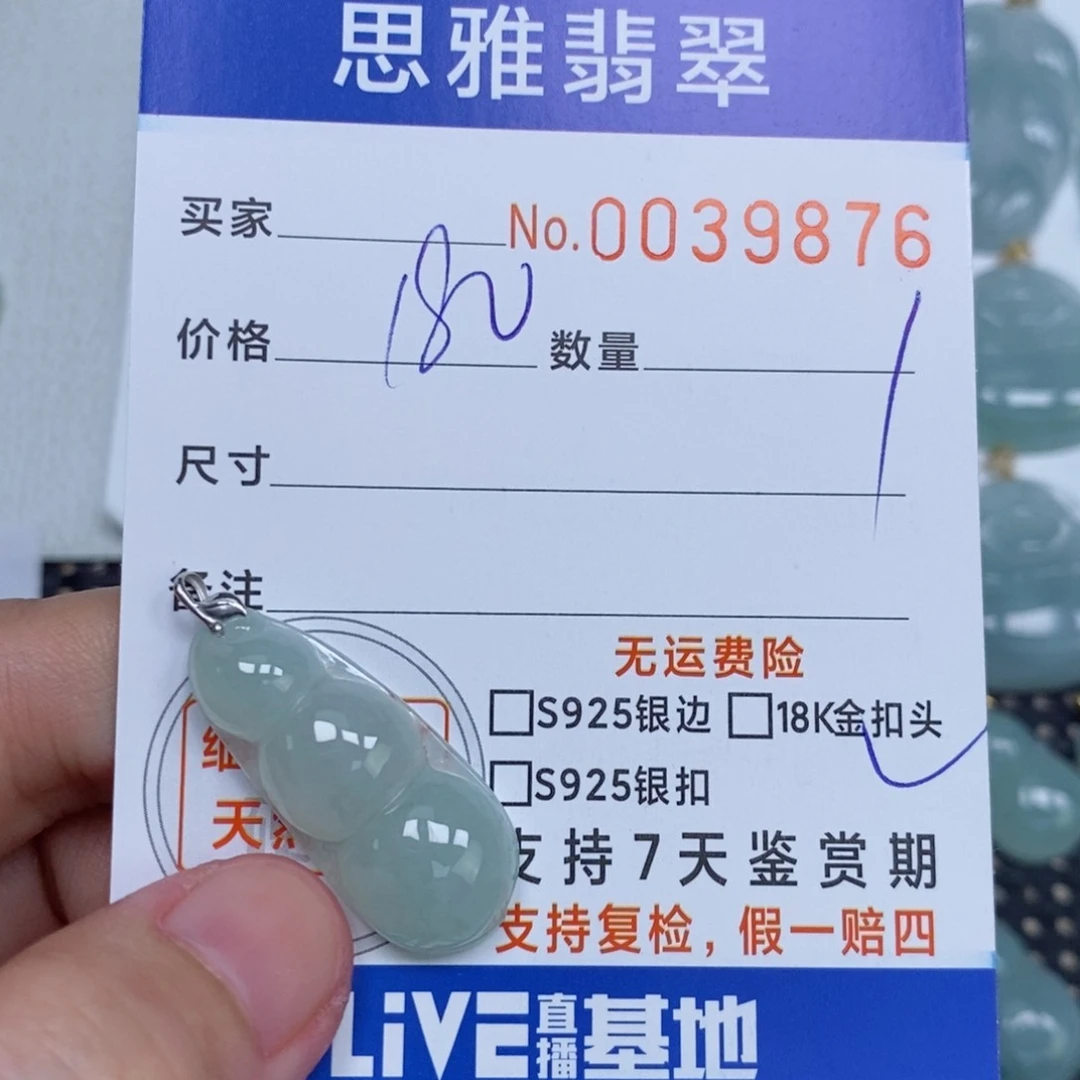 思雅翡翠
买家 No.0039876
价格 180 数量 1
尺寸
备注
无运费险
□S925银边 □18K金扣头
□S925银扣
天然
支持7天鉴赏期
支持复检，假一赔四
LiVE直播基地